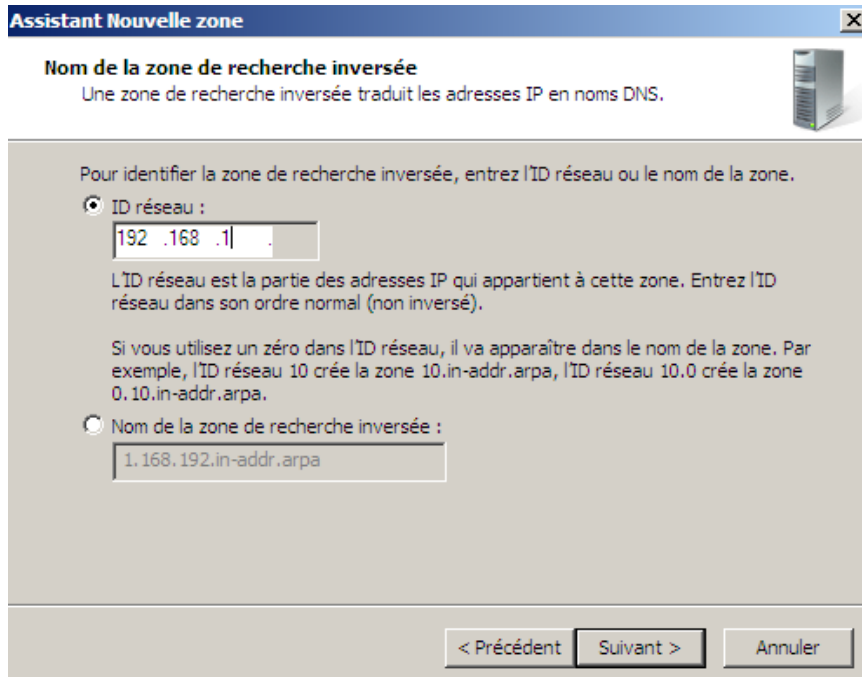 Assistant Nouvelle zone
Nom de la zone de recherche inversée
Une zone de recherche inversée traduit les adresses IP en noms DNS.
Pour identifier la zone de recherche inversée, entrez l'ID réseau ou le nom de la zone.
ID réseau :
192 .168 .1 .
L'ID réseau est la partie des adresses IP qui appartient à cette zone. Entrez l'ID
réseau dans son ordre normal (non inversé).
Si vous utilisez un zéro dans l'ID réseau, il va apparaître dans le nom de la zone. Par
exemple, l'ID réseau 10 crée la zone 10.in-addr.arpa, l'ID réseau 10.0 crée la zone
0.10.in-addr.arpa.
Nom de la zone de recherche inversée :
1.168.192.in-addr.arpa
< Précédent Suivant > Annuler